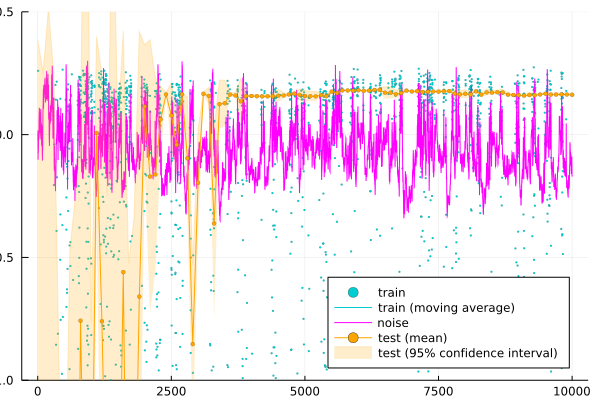 0.5
0.0
0.5
1.0
0
2500
5000
7500
10000
train
train (moving average)
noise
test (mean)
test (95% confidence interval)